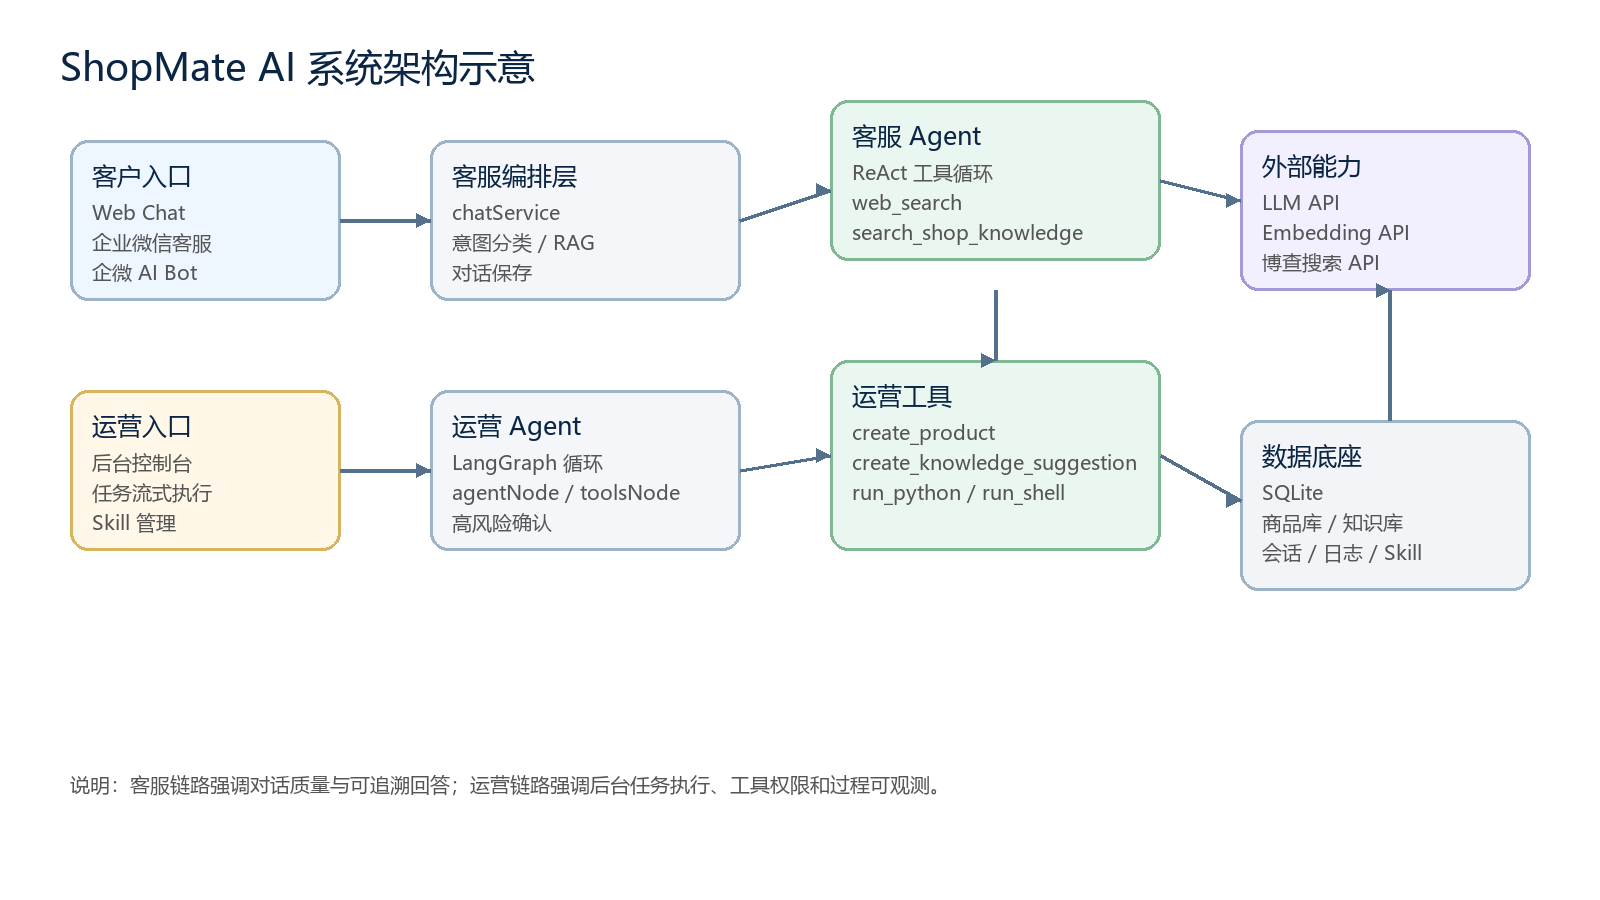 ShopMate AI 系统架构示意
客户入口
Web Chat
企业微信客服
企微 AI Bot
客服编排层
chatService
意图分类 / RAG
对话保存
客服 Agent
ReAct 工具循环
web_search
search_shop_knowledge
外部能力
LLM API
Embedding API
博查搜索 API
运营入口
后台控制台
任务流式执行
Skill 管理
运营 Agent
LangGraph 循环
agentNode / toolsNode
高风险确认
运营工具
create_product
create_knowledge_suggestion
run_python / run_shell
数据底座
SQLite
商品库 / 知识库
会话 / 日志 / Skill
说明：客服链路强调对话质量与可追溯回答；运营链路强调后台任务执行、工具权限和过程可观测。